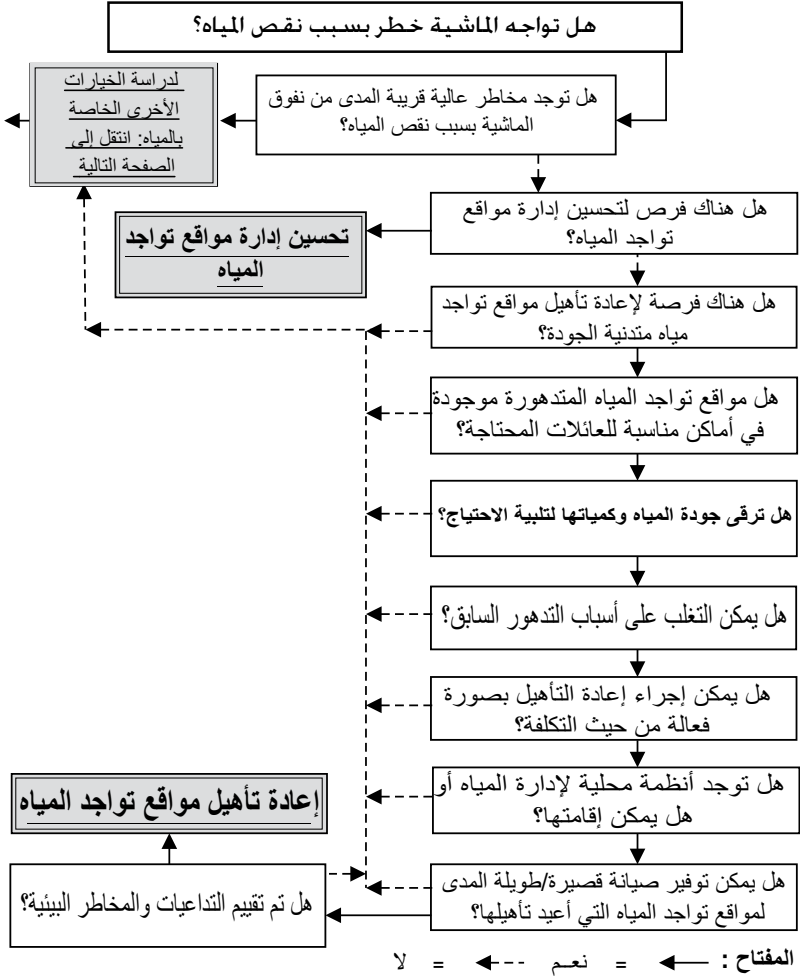 هل تواجه الماشية خطر بسبب نقص المياه؟
هل توجد مخاطر عالية قريبة المدى من نفوق
الماشية بسبب نقص المياه؟
لدراسة الخيارات
الأخرى الخاصة
بالمياه: انتقل إلى
الصفحة التالية
هل هناك فرص لتحسين إدارة مواقع
تواجد المياه؟
تحسين إدارة مواقع تواجد
المياه
هل هناك فرصة لإعادة تأهيل مواقع تواجد
مياه متدنية الجودة؟
هل مواقع تواجد المياه المتدهورة موجودة
في أماكن مناسبة للعائلات المحتاجة؟
هل ترقى جودة المياه وكمياتها لتلبية الاحتياج؟
هل يمكن التغلب على أسباب التدهور السابق؟
هل يمكن إجراء إعادة التأهيل بصورة
فعالة من حيث التكلفة؟
هل توجد أنظمة محلية لإدارة المياه أو
هل يمكن إقامتها؟
هل يمكن توفير صيانة قصيرة/طويلة المدى
لمواقع تواجد المياه التي أعيد تأهيلها؟
هل تم تقييم التداعيات والمخاطر البيئية؟
إعادة تأهيل مواقع تواجد المياه
المفتاح : = نعم = لا